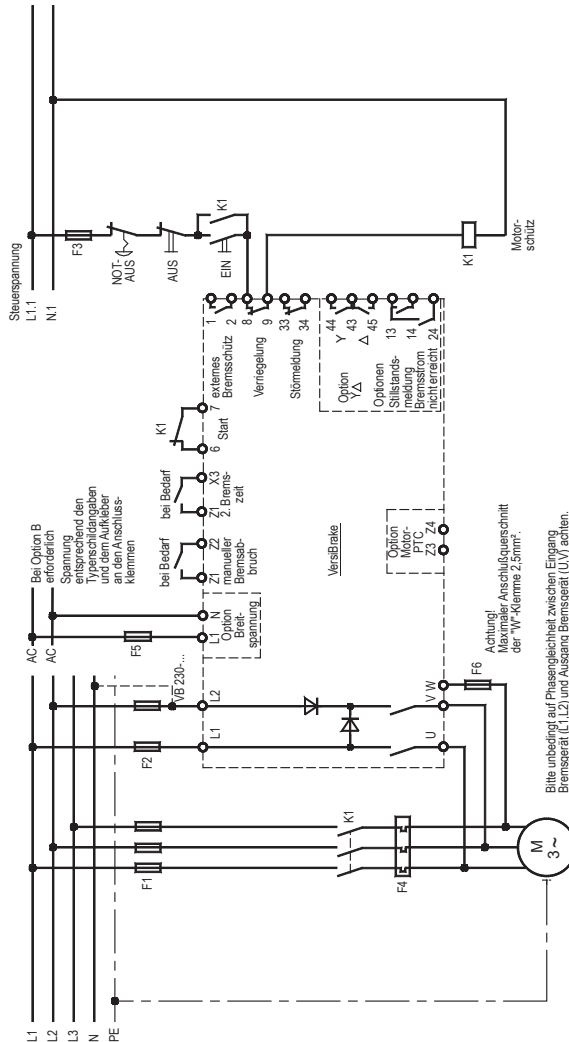 Steuerspannung
L1.1
N.1
F3
NOT-
AUS
AUS
EIN
K1
K1
Motor-
schütz
L1
L2
L3
N
PE
AC
AC
Bei Option B
erforderlich
Spannung
entsprechend den
Typenschildangaben
und dem Aufkleber
an den Anschluss-
klemmen
F1
F2
F5
VB 230-...
L1
L2
L1
N
Option
Breit-
spannung
bei Bedarf
Z1
Z2
manueller
Bremsab-
bruch
bei Bedarf
Z1
X3
2. Brems-
zeit
K1
6
7
Start
1
2
externes
Bremsschütz
8
9
Verriegelung
33
34
Störmeldung
44
43
45
Y
Δ
Option
YΔ
13
14
24
Optionen
Stillstands-
meldung
Bremsstrom
nicht erreicht
VersiBrake
Option
Motor-
PTC
Z3
Z4
U
V
W
F6
K1
F4
M
3~
Achtung!
Maximaler Anschlußquerschnitt
der "W"-Klemme 2,5mm².
Bitte unbedingt auf Phasengleichheit zwischen Eingang
Bremsgerät (L1,L2) und Ausgang Bremsgerät (U,V) achten.